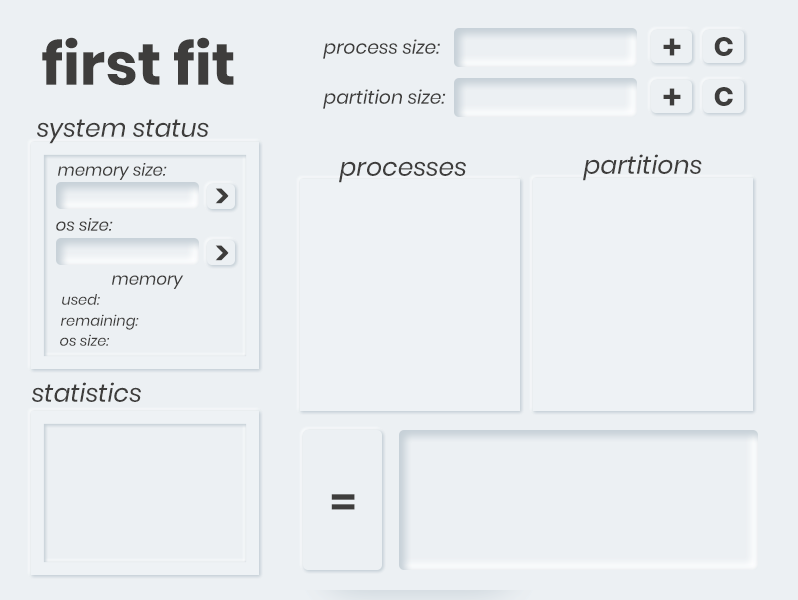 first fit
process size:
+
C
partition size:
+
C
system status
memory size:
os size:
memory
used:
remaining:
os size:
processes
partitions
statistics
=